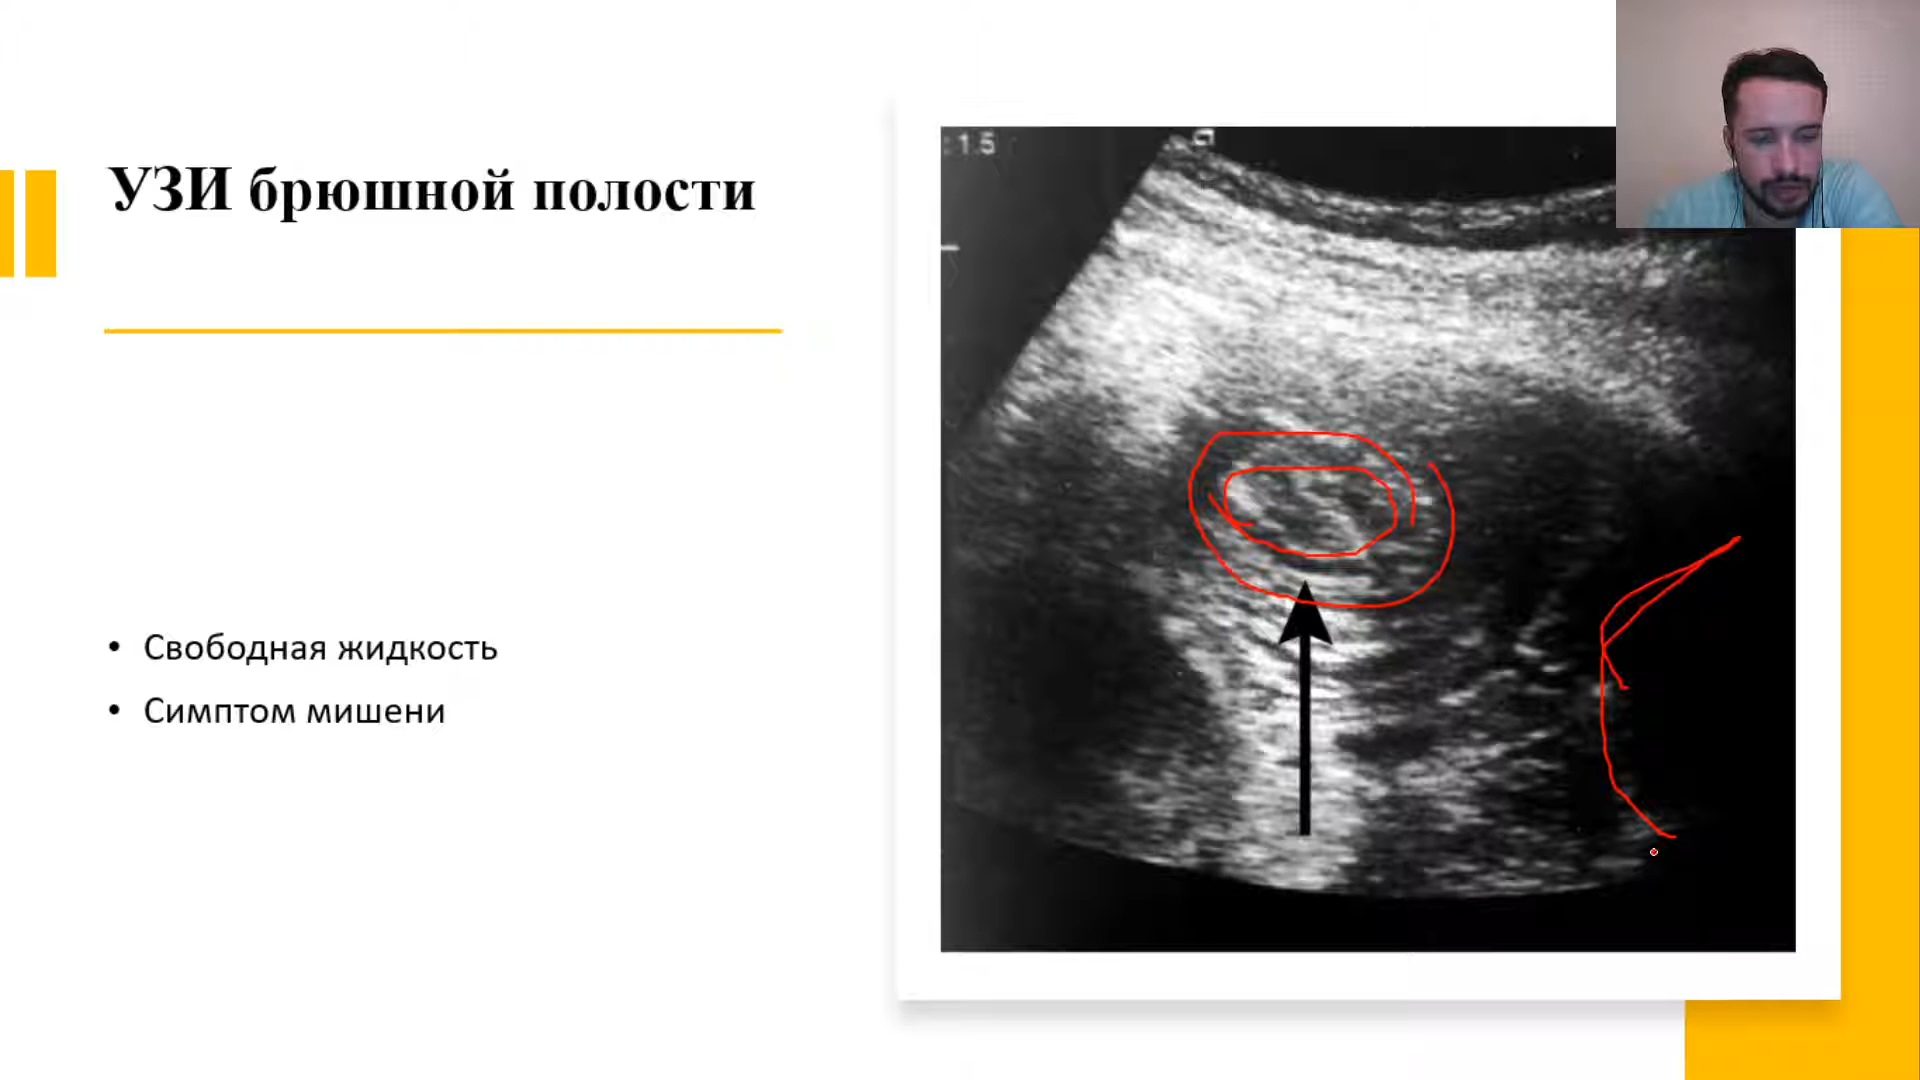 УЗИ брюшной полости
: 1.5
• Свободная жидкость
• Симптом мишени